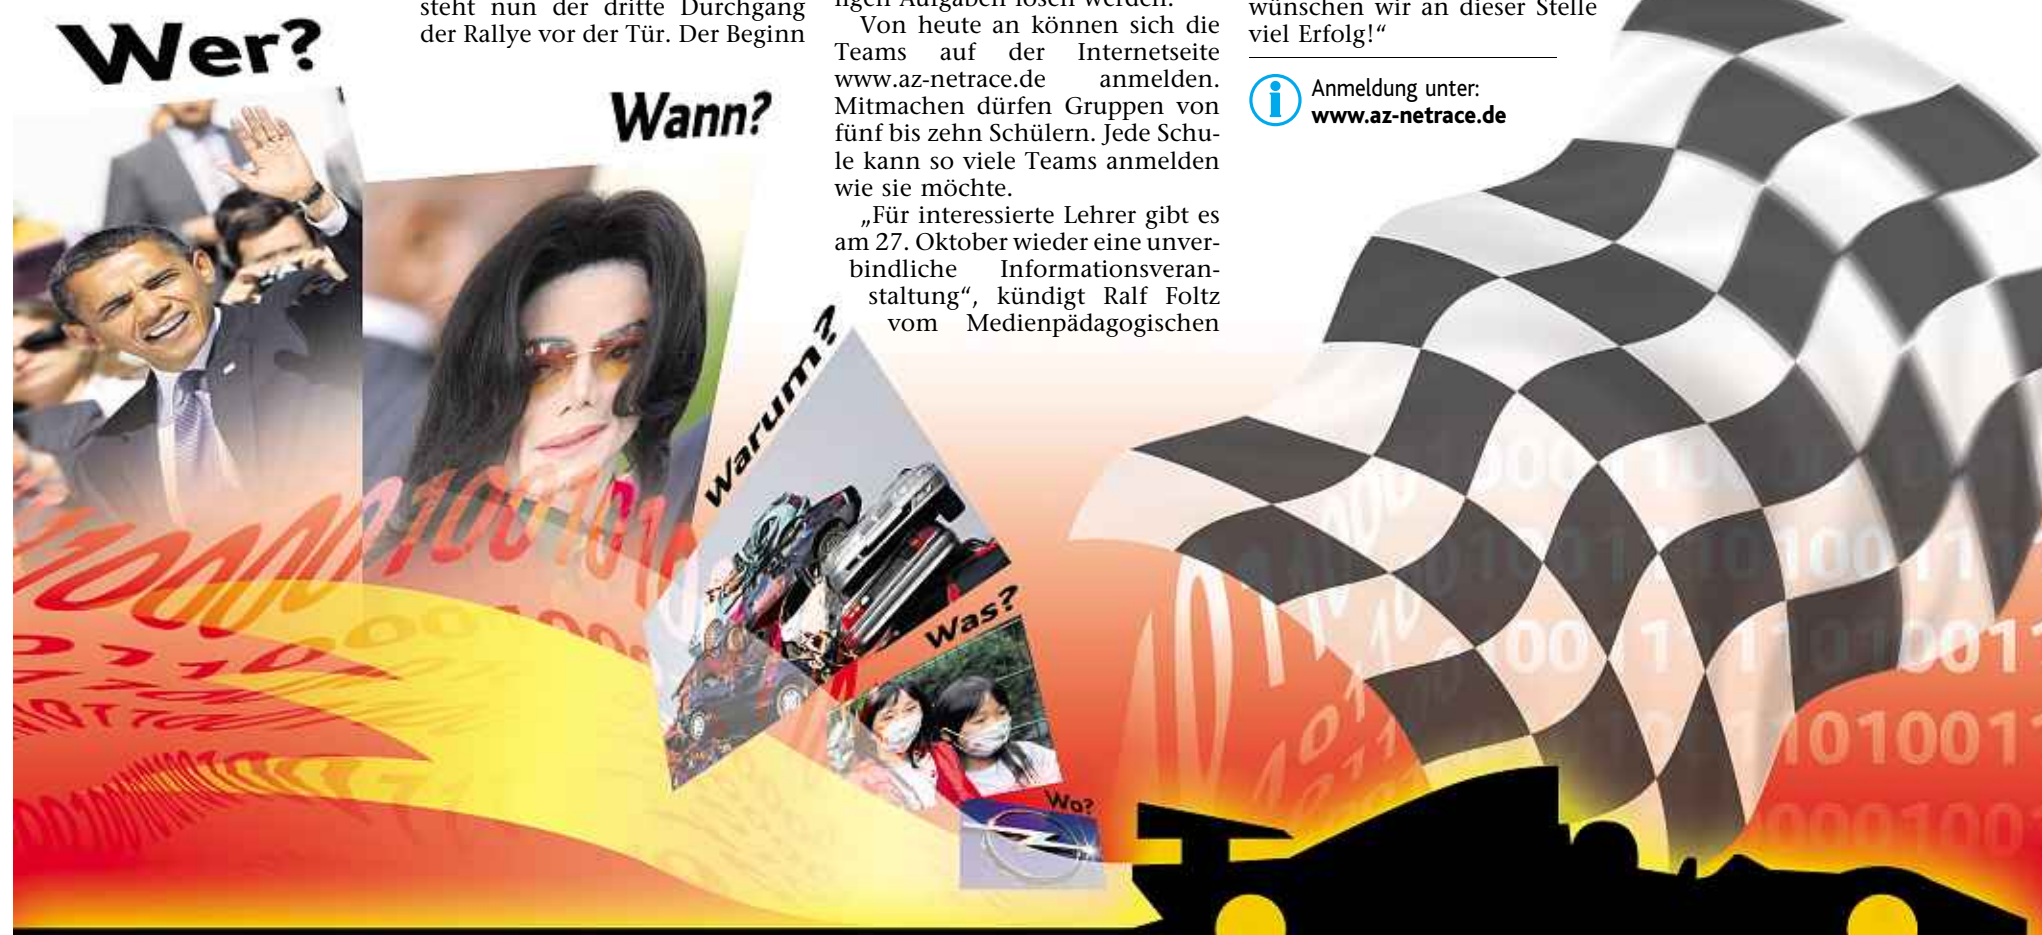 Wer?
steht nun der dritte Durchgang
der Rallye vor der Tür. Der Beginn
Wann?
ngen Aufgaben lösen werden.
Von heute an können sich die
Teams auf der Internetseite
www.az-netrace.de anmelden.
Mitmachen dürfen Gruppen von
fünf bis zehn Schülern. Jede Schu-
le kann so viele Teams anmelden
wie sie möchte.
„Für interessierte Lehrer gibt es
am 27. Oktober wieder eine unver-
bindliche Informationsveran-
staltung“, kündigt Ralf Foltz
vom Medienpädagogischen
wünschen wir an dieser Stelle
viel Erfolg!“
i
Anmeldung unter:
www.az-netrace.de
Warum?
Was?
Wo?